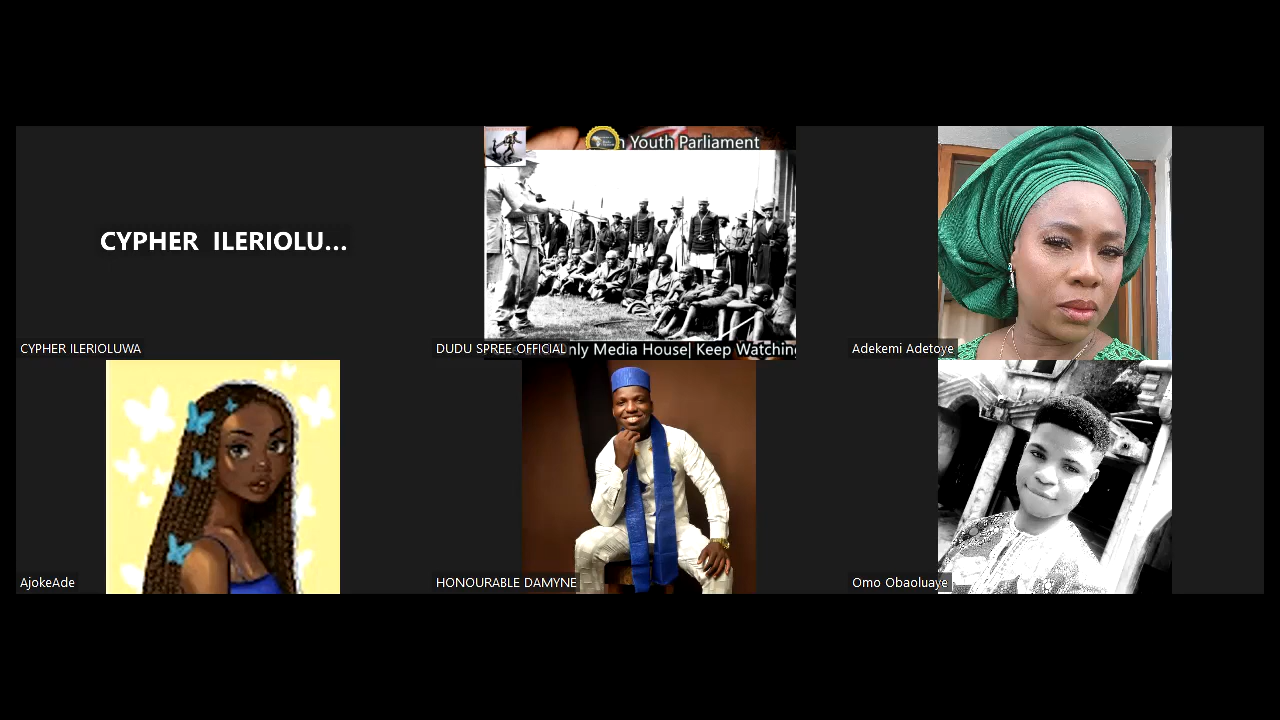 CYPHER ILERIOLU...
CYPHER ILERIOLUWA
Youth Parliament
DUDU SPREE OFFICIAL
Media House| Keep Watching
Adekemi Adetoye
AjokeAde
HONOURABLE DAMYNE
Omo Obaoluaye